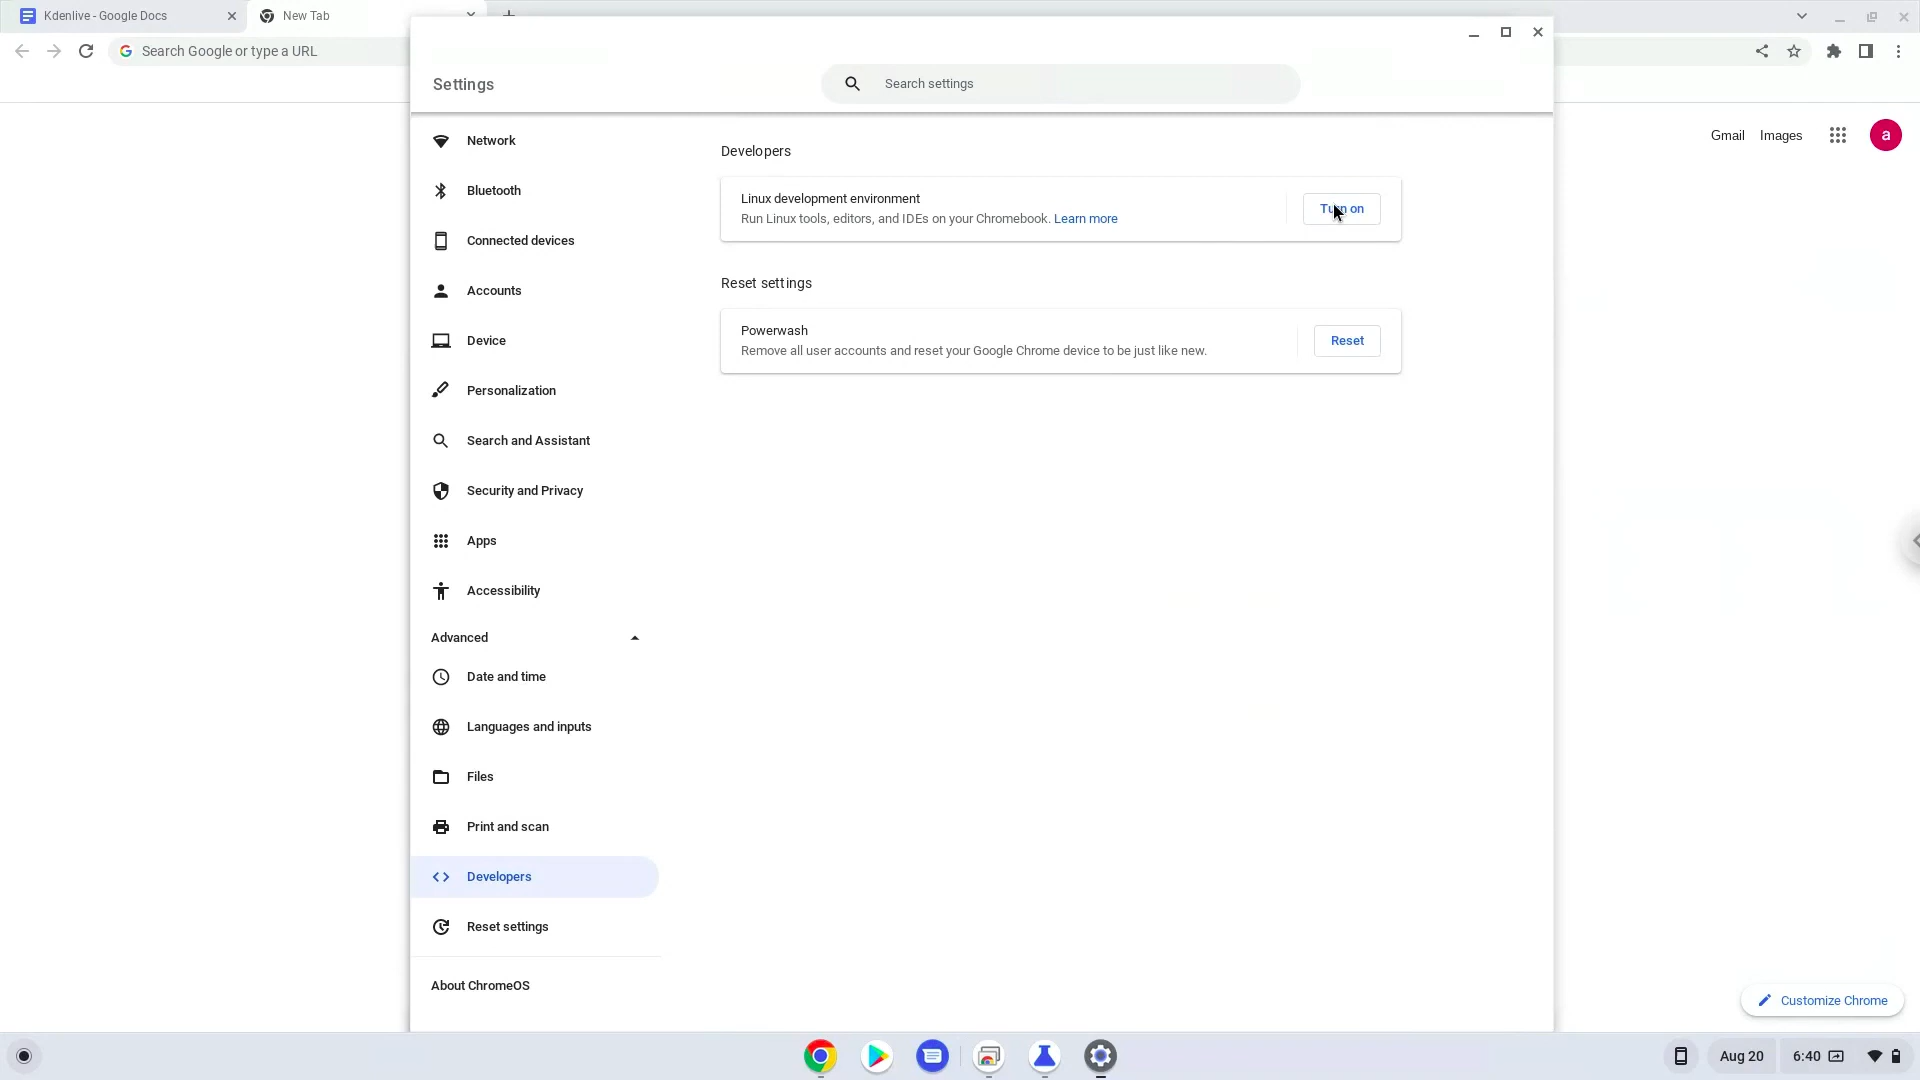 Kdenlive - Google Docs
New Tab
Search Google or type a URL
Settings
Search settings
Gmail
Images
a
Network
Bluetooth
Connected devices
Accounts
Device
Personalization
Search and Assistant
Security and Privacy
Apps
Accessibility
Advanced
Date and time
Languages and inputs
Files
Print and scan
Developers
Reset settings
About ChromeOS
Developers
Linux development environment
Run Linux tools, editors, and IDEs on your Chromebook. Learn more
Turn on
Reset settings
Powerwash
Remove all user accounts and reset your Google Chrome device to be just like new.
Reset
Customize Chrome
Aug 20
6:40